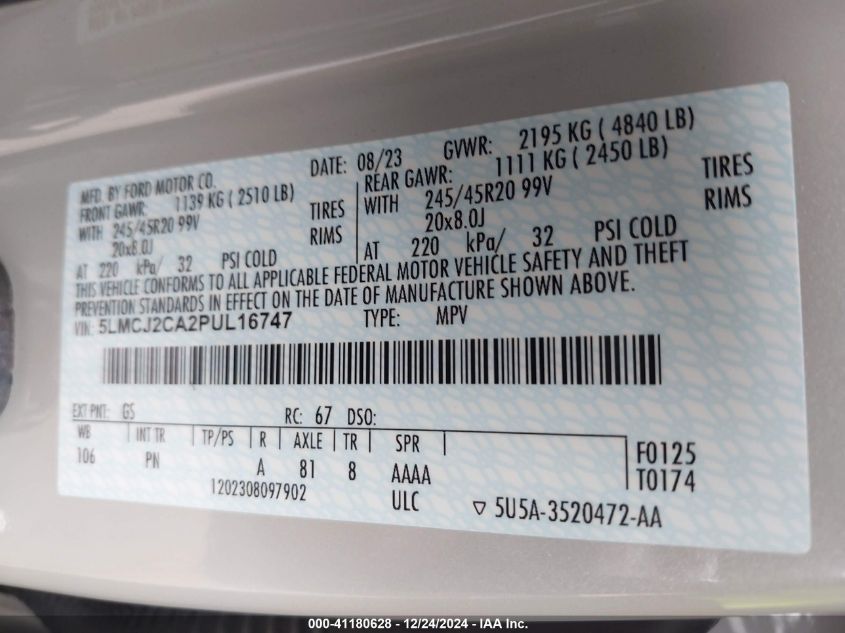 MFD. BY FORD MOTOR CO.
DATE: 08/23 GVWR: 2195 KG ( 4840 LB)
FRONT GAWR: 1139 KG ( 2510 LB)
REAR GAWR: 1111 KG ( 2450 LB)
WITH 245/45R20 99V TIRES
WITH 245/45R20 99V TIRES
20x8.0J RIMS
20x8.0J RIMS
AT 220 kPa/ 32 PSI COLD
AT 220 kPa/ 32 PSI COLD
THIS VEHICLE CONFORMS TO ALL APPLICABLE FEDERAL MOTOR VEHICLE SAFETY AND THEFT
PREVENTION STANDARDS IN EFFECT ON THE DATE OF MANUFACTURE SHOWN ABOVE.
VIN: 5LMCJ2CA2PUL16747 TYPE: MPV
EXT PNT: GS RC: 67 DSO:
WB INT TR TP/PS R AXLE TR SPR
106 PN A 81 8 AAAA
F0125
T0174
1202308097902 ULC
5U5A-3520472-AA
000-41180628 - 12/24/2024 - IAA Inc.